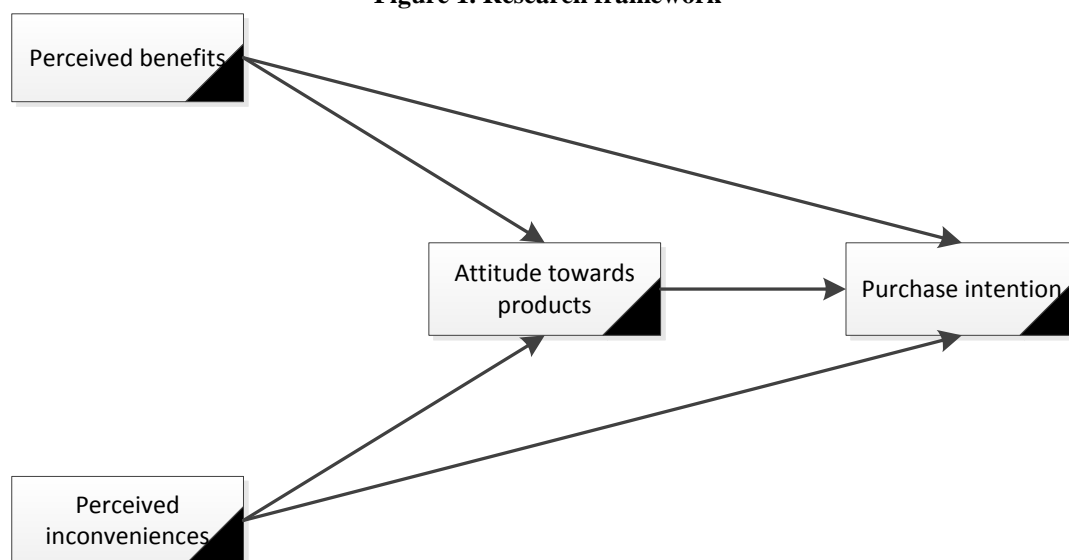 Figure 1. Research framework
Perceived benefits
Attitude towards
products
Purchase intention
Perceived
inconveniences